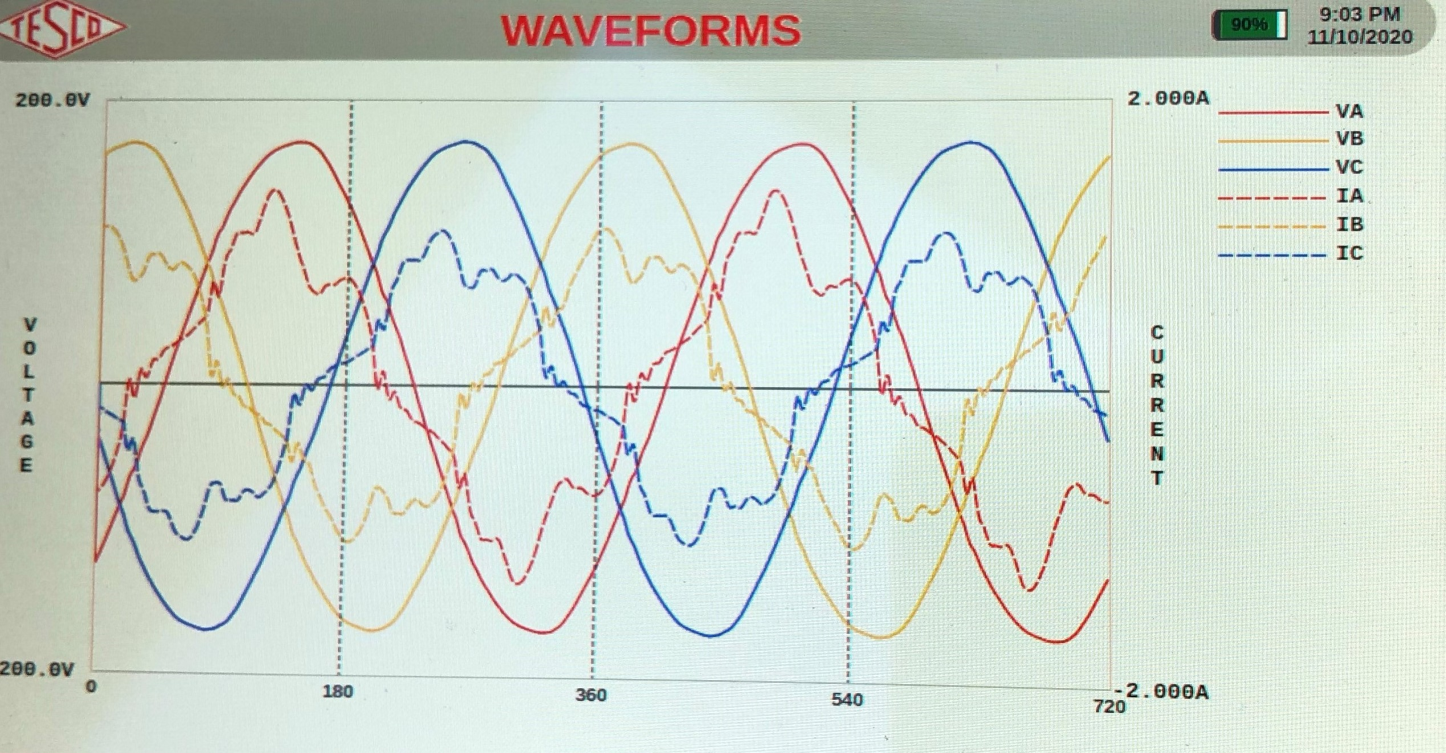 TESCO
WAVEFORMS
90%
9:03 PM
11/10/2020
200.0V
2.000A
VA
VB
VC
IA
IB
IC
VOLTAGE
CURRENT
200.0V
-2.000A
0
180
360
540
720